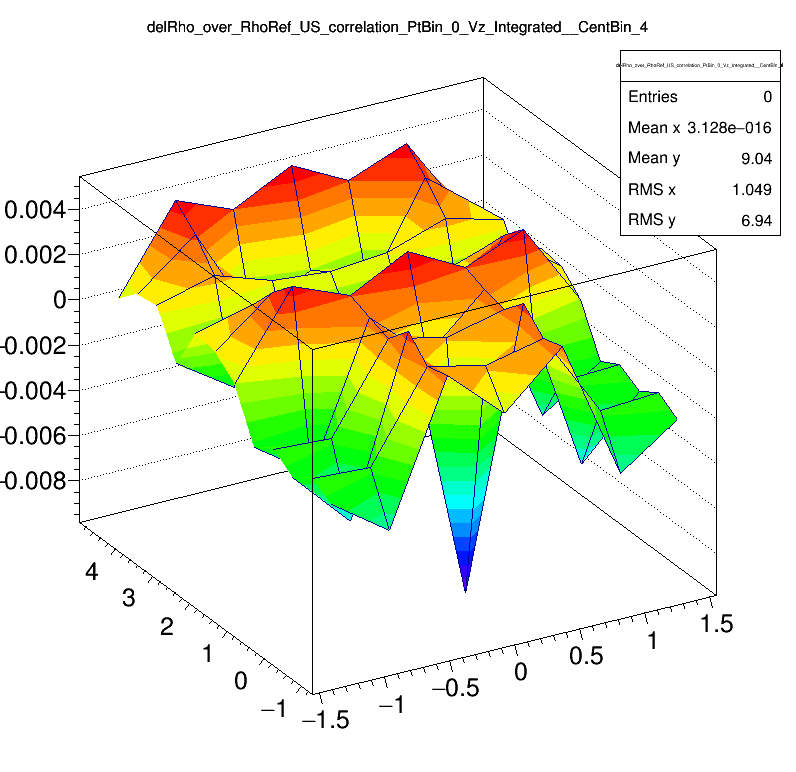 delRho_over_RhoRef_US_correlation_PtBin_0_Vz_Integrated__CentBin_4
delRho_over_RhoRef_US_correlation_PtBin_0_Vz_Integrated__CentBin_4
Entries 0
Mean x 3.128e−016
Mean y 9.04
RMS x 1.049
RMS y 6.94
0.004
0.002
0
−0.002
−0.004
−0.006
−0.008
4
3
2
1
0
−1
−1.5
−1
−0.5
0
0.5
1
1.5